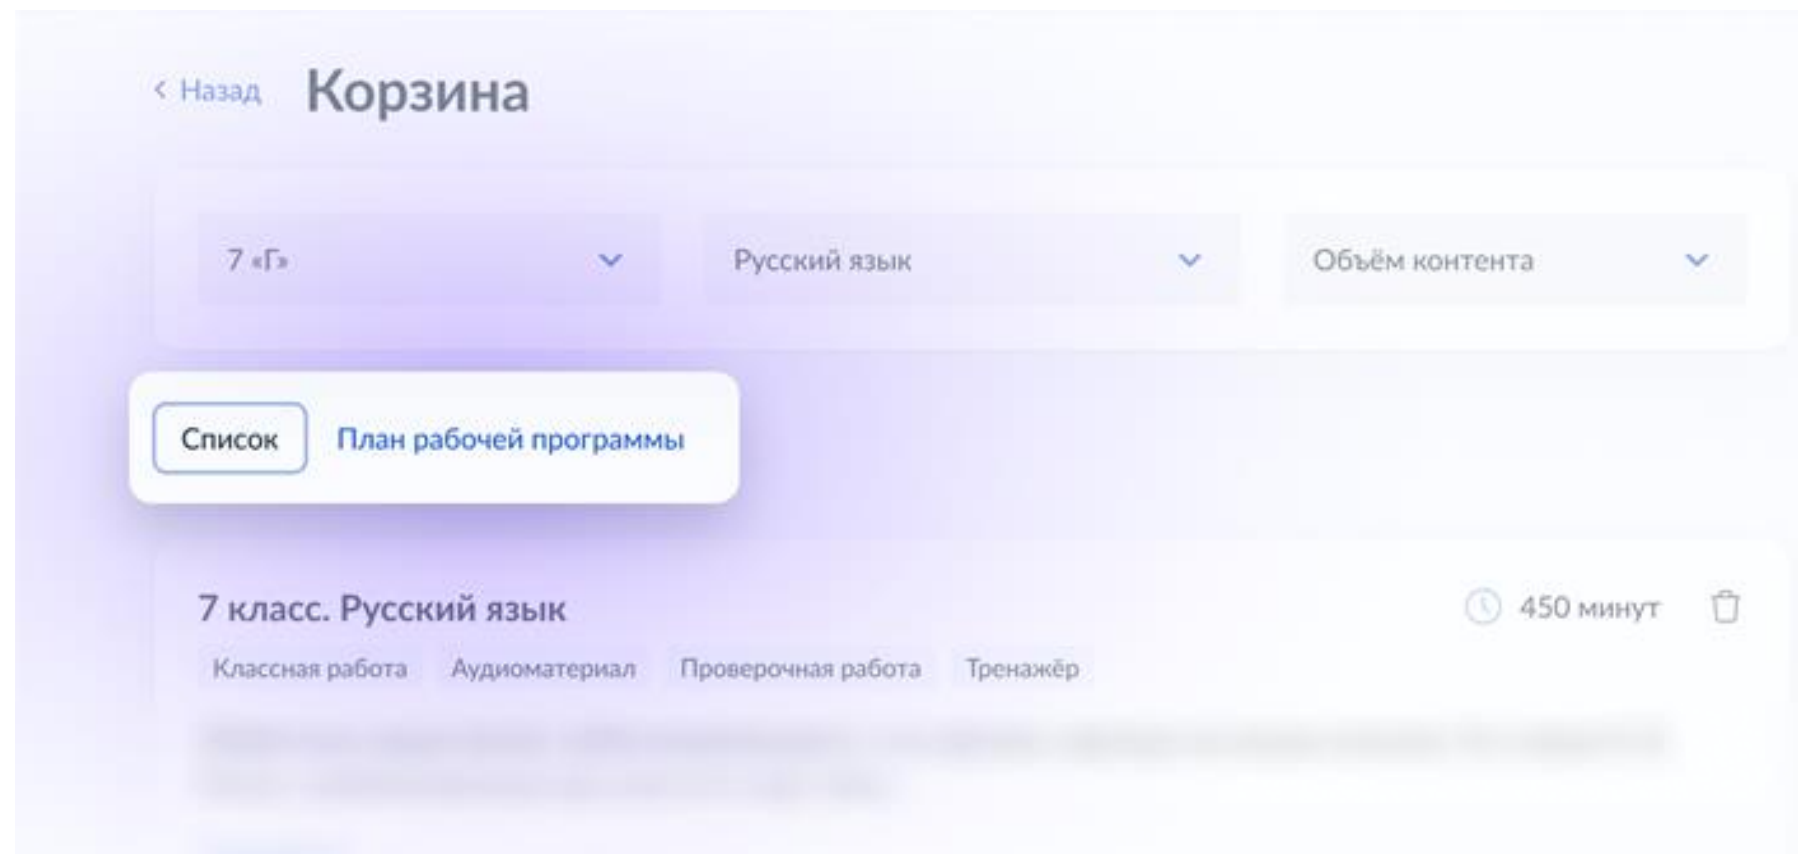 Назад Корзина
7 «Г» Русский язык Объём контента
Список План рабочей программы
7 класс. Русский язык 450 минут
Классная работа Аудиоматериал Проверочная работа Тренажёр